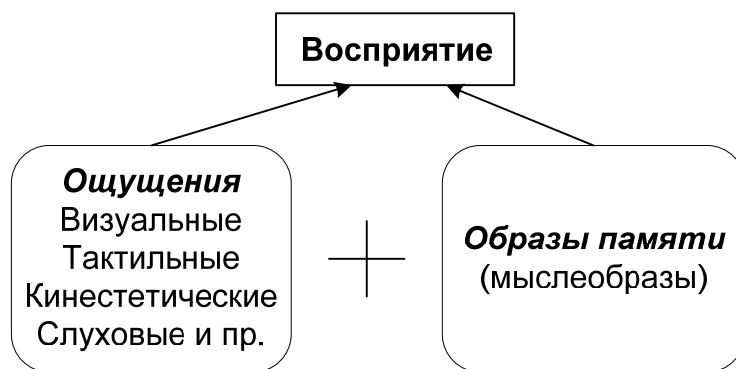 Восприятие
Ощущения
Визуальные
Тактильные
Кинестетические
Слуховые и пр.
Образы памяти
(мыслеобразы)